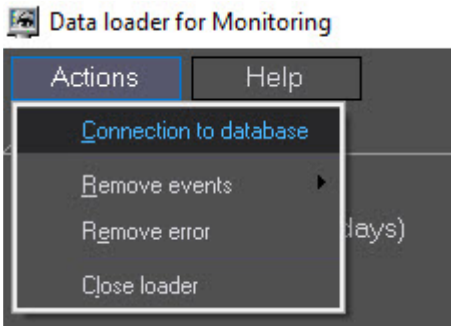 Data loader for Monitoring
Actions Help
Connection to database
Remove events
days)
Remove error
Close loader